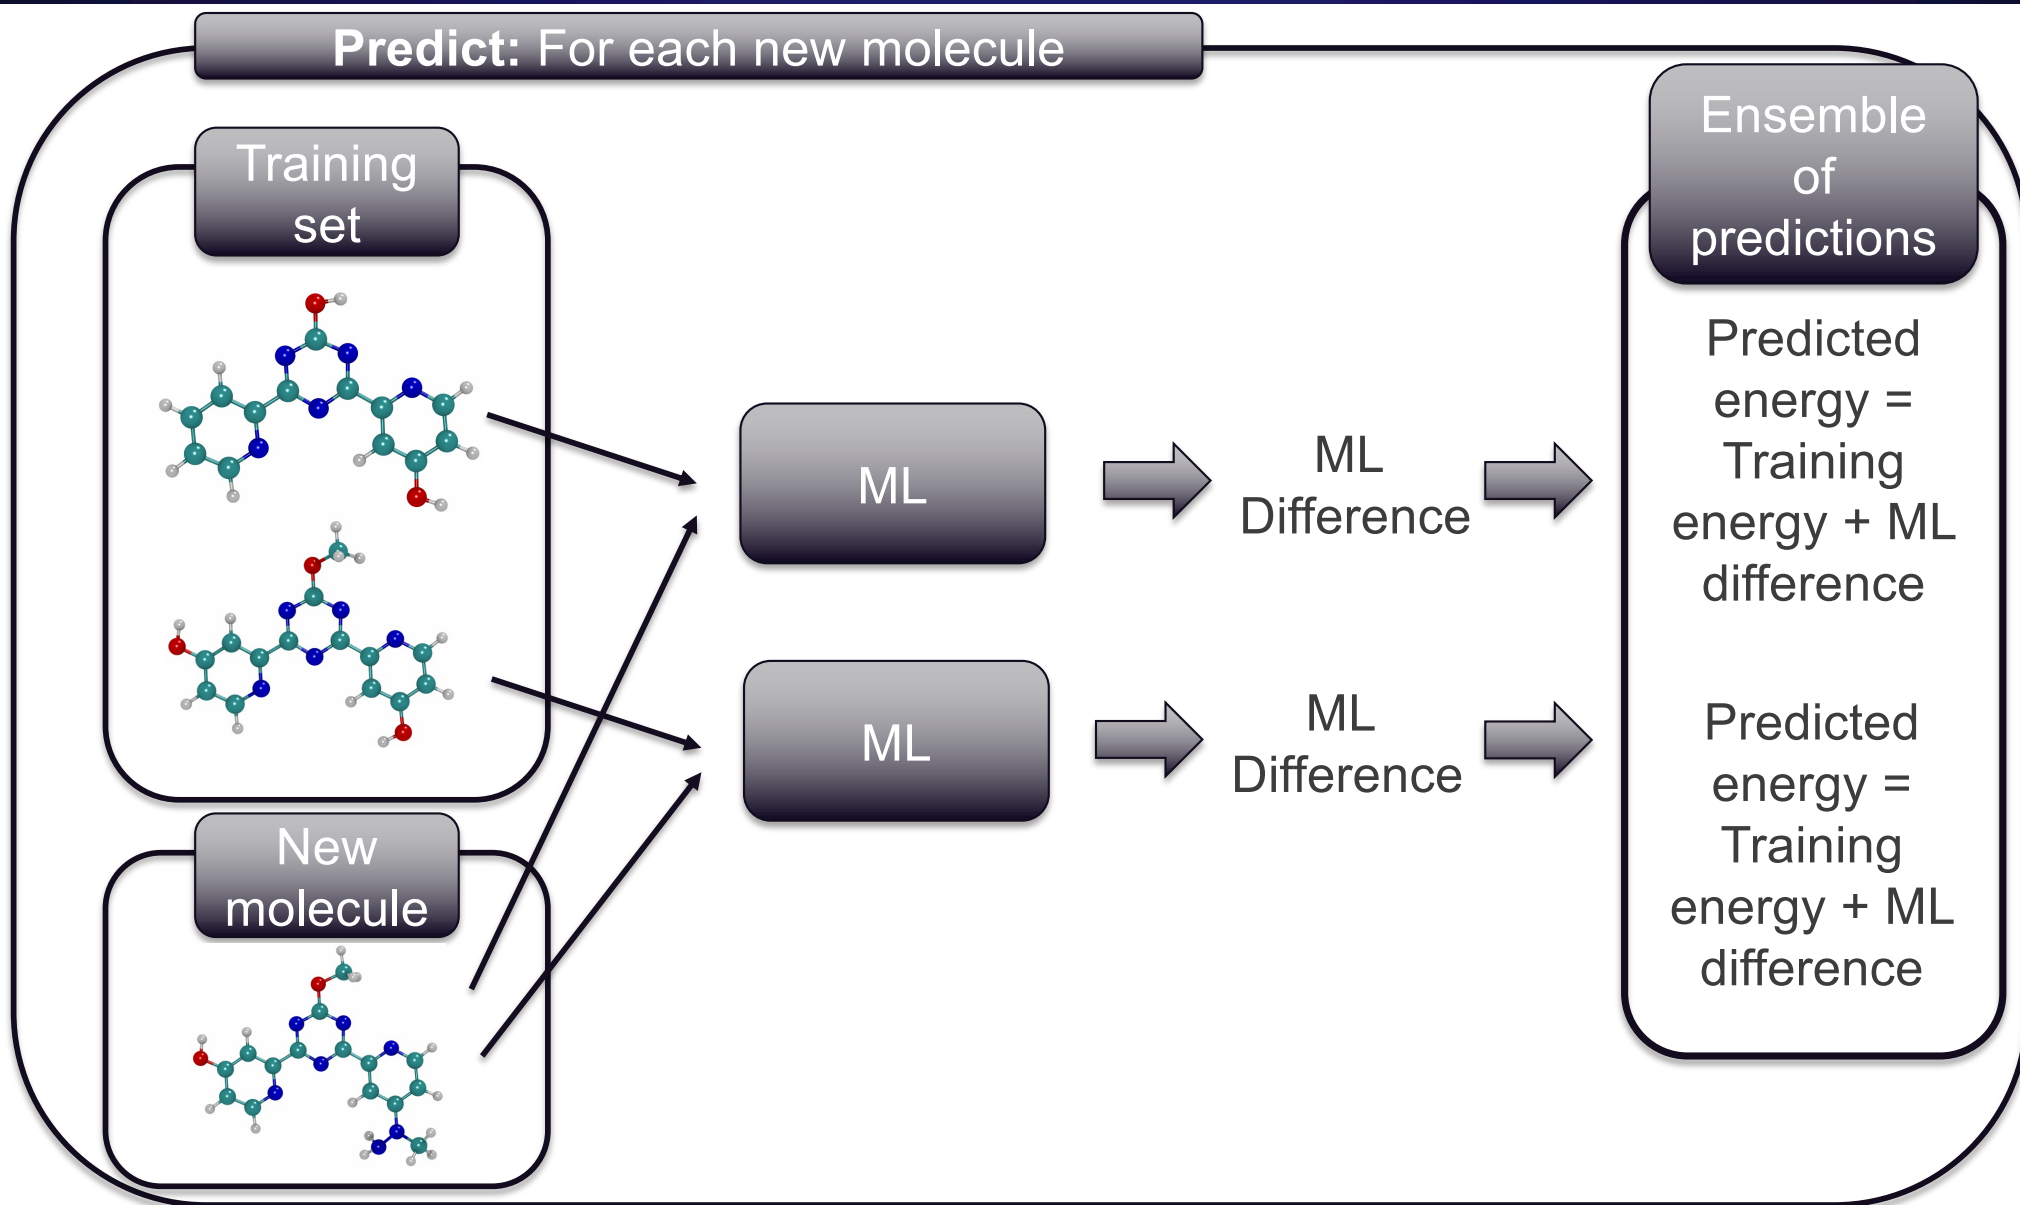 Predict: For each new molecule
Training
set
New
molecule
ML
ML
Difference
ML
ML
Difference
Ensemble
of
predictions
Predicted
energy =
Training
energy + ML
difference
Predicted
energy =
Training
energy + ML
difference